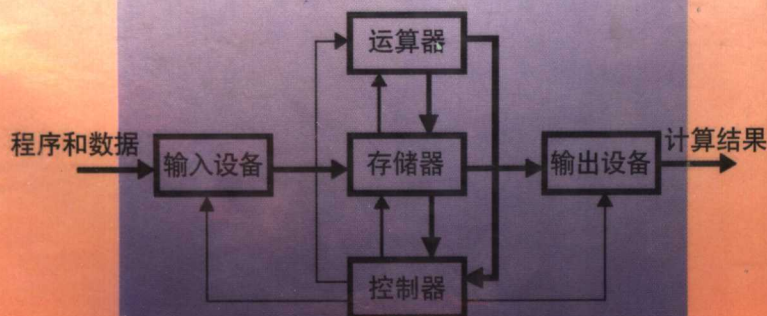 运算器
程序和数据
输入设备
存储器
输出设备
计算结果
控制器